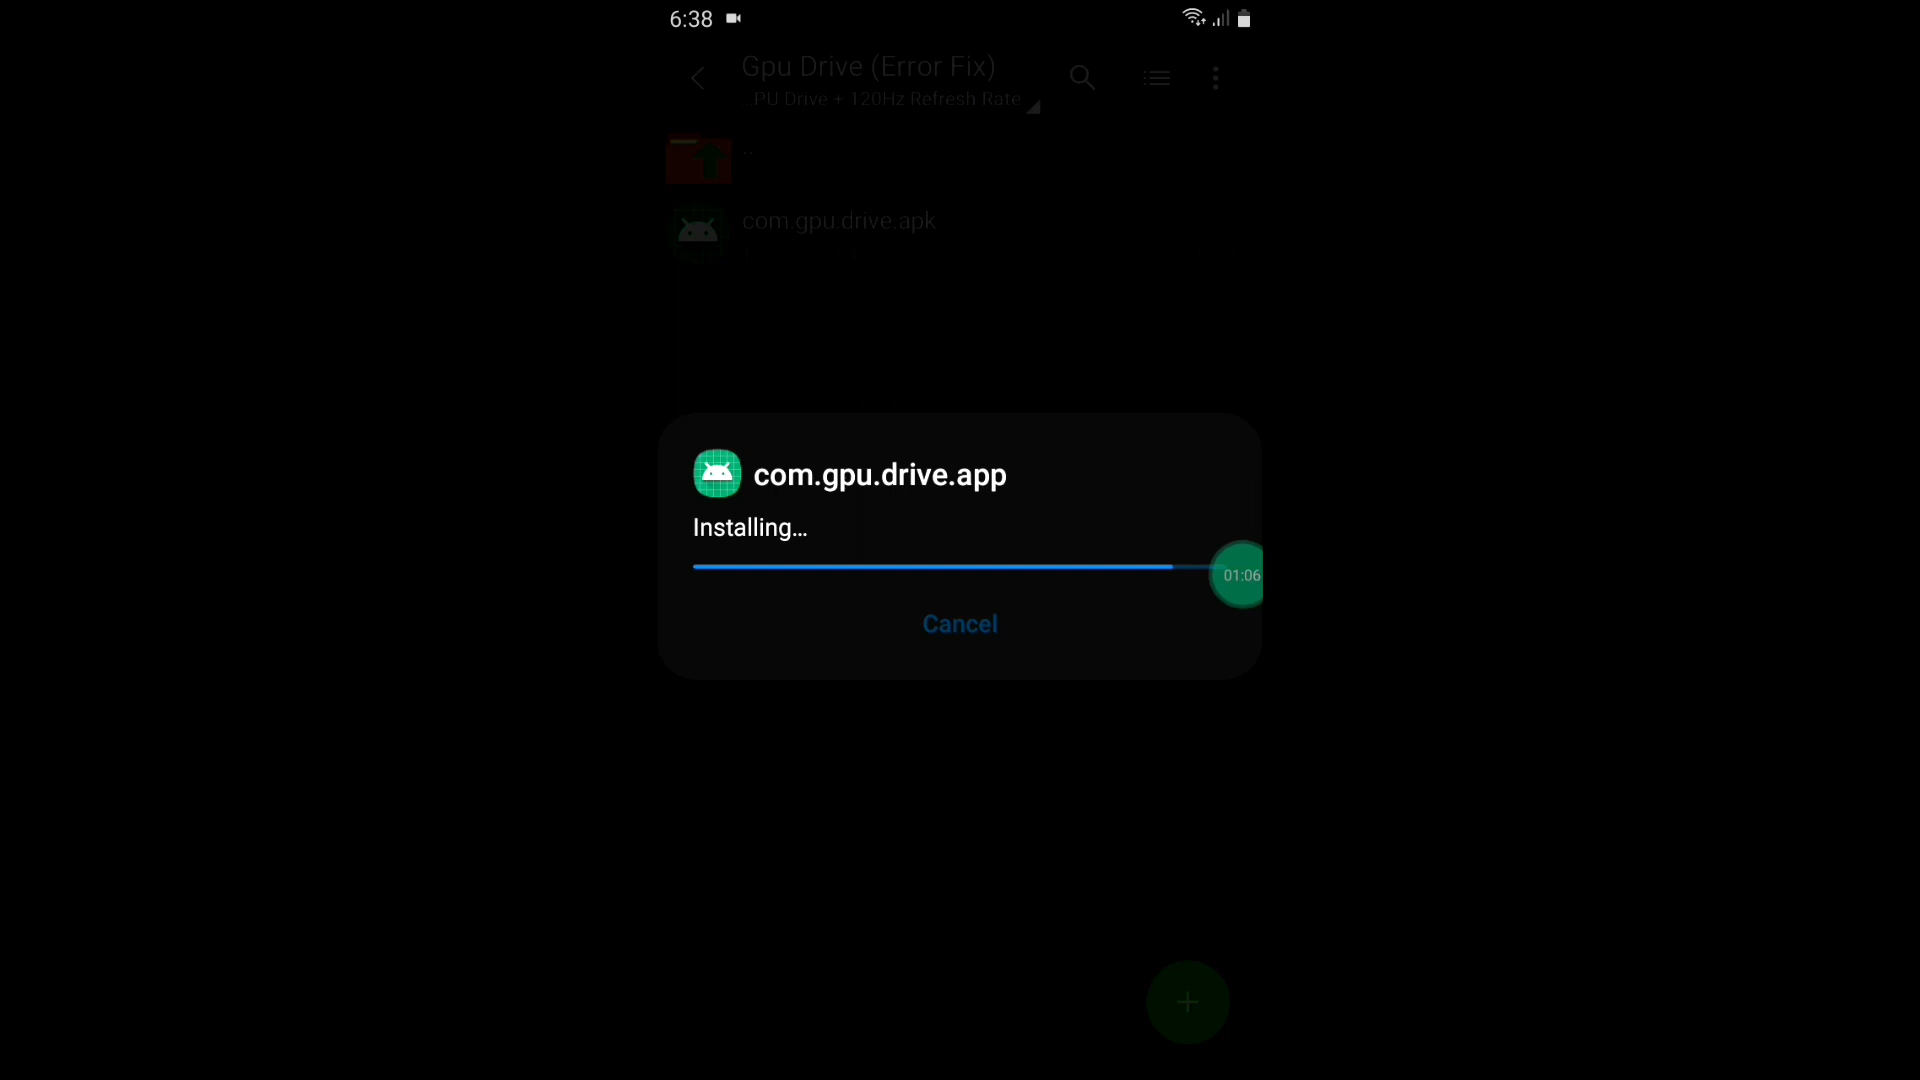 6:38
Gpu Drive (Error Fix)
..PU Drive + 120Hz Refresh Rate
..
com.gpu.drive.apk
com.gpu.drive.app
Installing...
01:06
Cancel